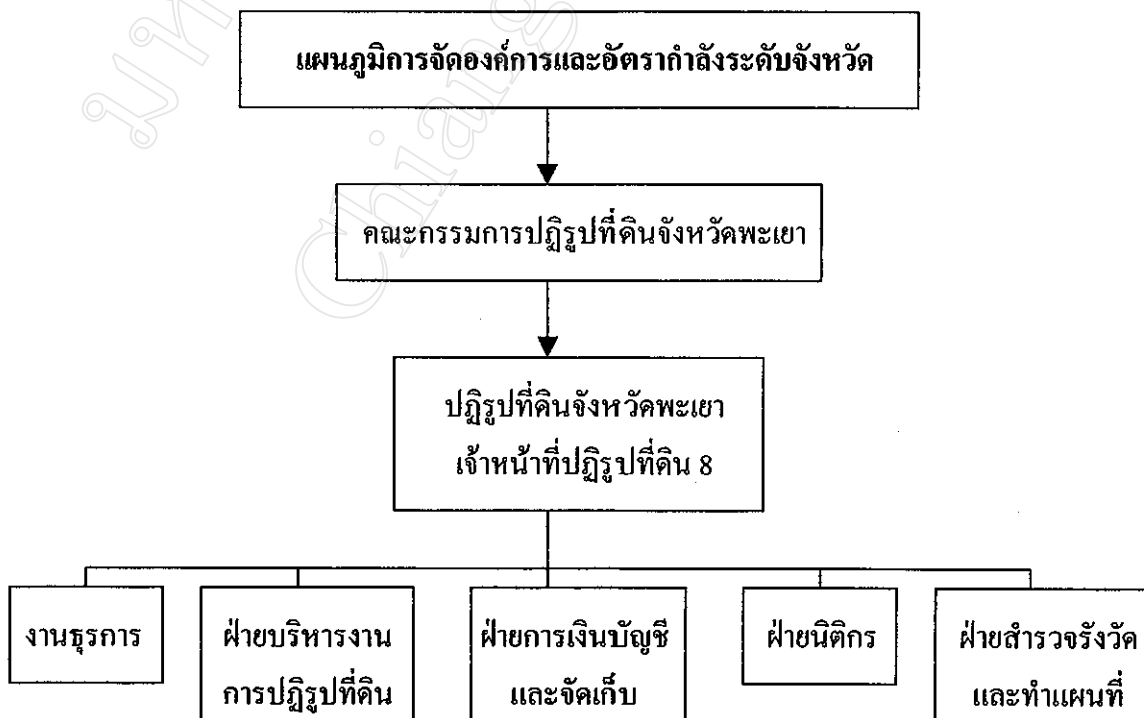 แผนภูมิการจัดองค์การและอัตรากำลังระดับจังหวัด
คณะกรรมการปฏิรูปที่ดินจังหวัดพะเยา
ปฏิรูปที่ดินจังหวัดพะเยา
เจ้าหน้าที่ปฏิรูปที่ดิน 8
งานธุรการ
ฝ่ายบริหารงาน
การปฏิรูปที่ดิน
ฝ่ายการเงินบัญชี
และจัดเก็บ
ฝ่ายนิติกร
ฝ่ายสำรวจรังวัด
และทำแผนที่
Chiang